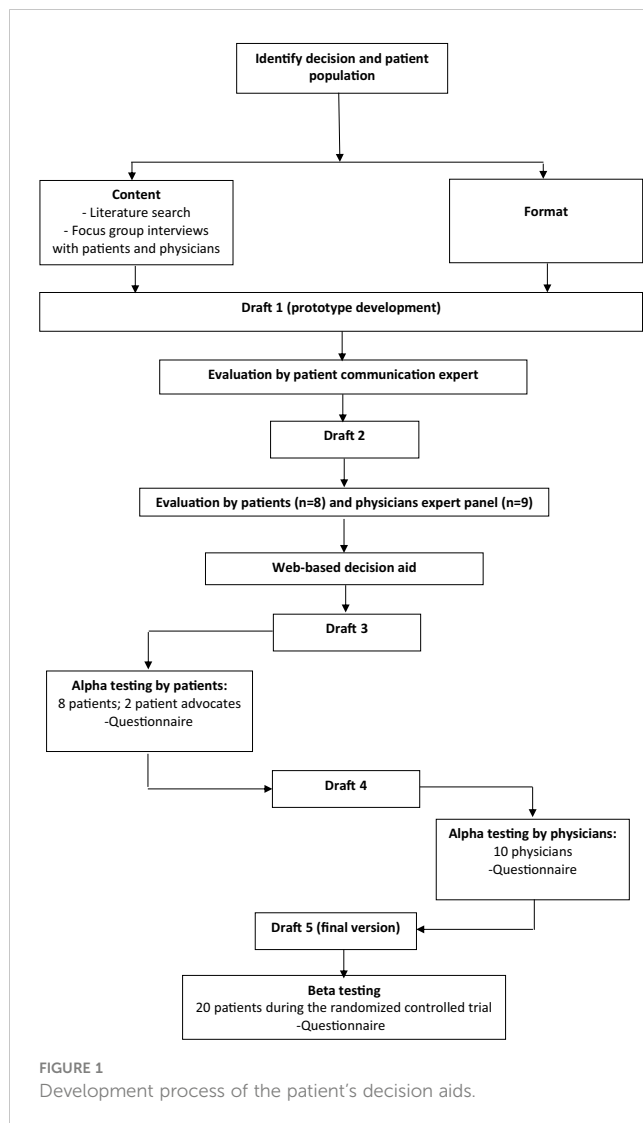 Identify decision and patient
population
Content
- Literature search
- Focus group interviews
with patients and physicians
Format
Draft 1 (prototype development)
Evaluation by patient communication expert
Draft 2
Evaluation by patients (n=8) and physicians expert panel (n=9)
Web-based decision aid
Draft 3
Alpha testing by patients:
8 patients; 2 patient advocates
-Questionnaire
Draft 4
Alpha testing by physicians:
10 physicians
-Questionnaire
Draft 5 (final version)
Beta testing
20 patients during the randomized controlled trial
-Questionnaire
FIGURE 1
Development process of the patient’s decision aids.